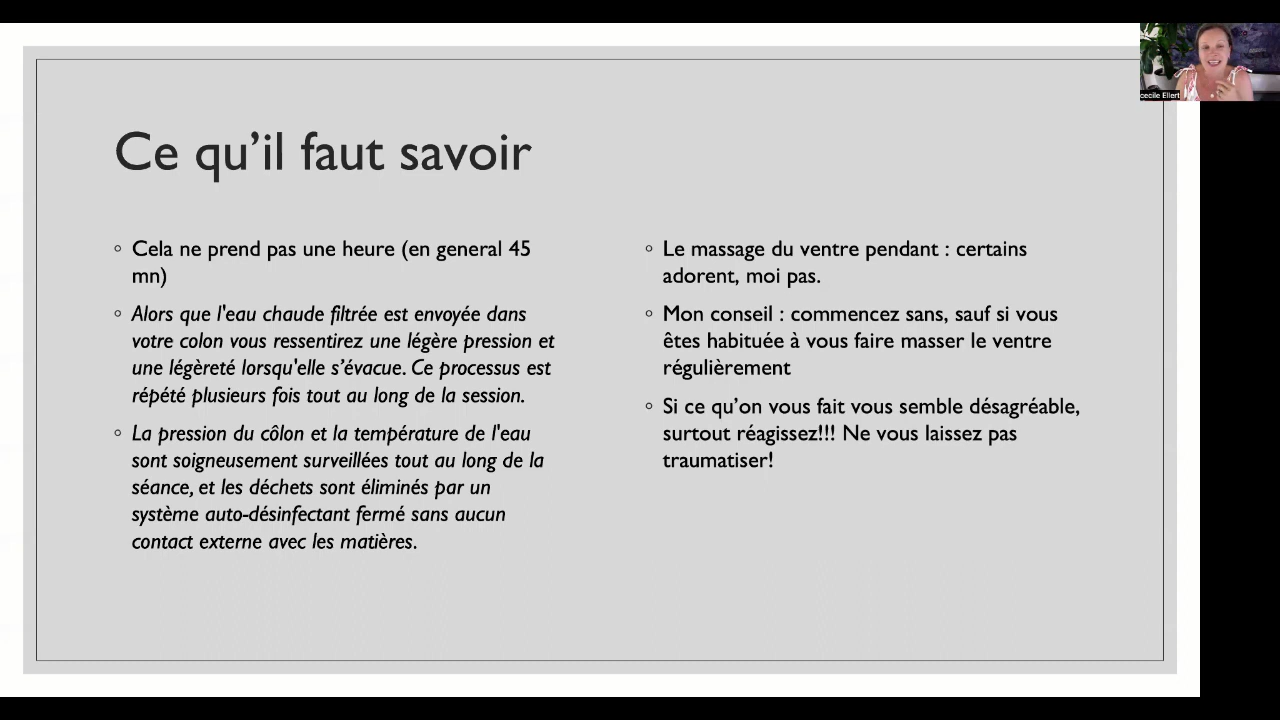 cecile Ellert
Ce qu’il faut savoir
◦ Cela ne prend pas une heure (en general 45
mn)
◦ Alors que l'eau chaude filtrée est envoyée dans
votre colon vous ressentirez une légère pression et
une légèreté lorsqu'elle s’évacue. Ce processus est
répété plusieurs fois tout au long de la session.
◦ La pression du côlon et la température de l'eau
sont soigneusement surveillées tout au long de la
séance, et les déchets sont éliminés par un
système auto-désinfectant fermé sans aucun
contact externe avec les matières.
◦ Le massage du ventre pendant : certains
adorent, moi pas.
◦ Mon conseil : commencez sans, sauf si vous
êtes habituée à vous faire masser le ventre
régulièrement
◦ Si ce qu’on vous fait vous semble désagréable,
surtout réagissez!!! Ne vous laissez pas
traumatiser!